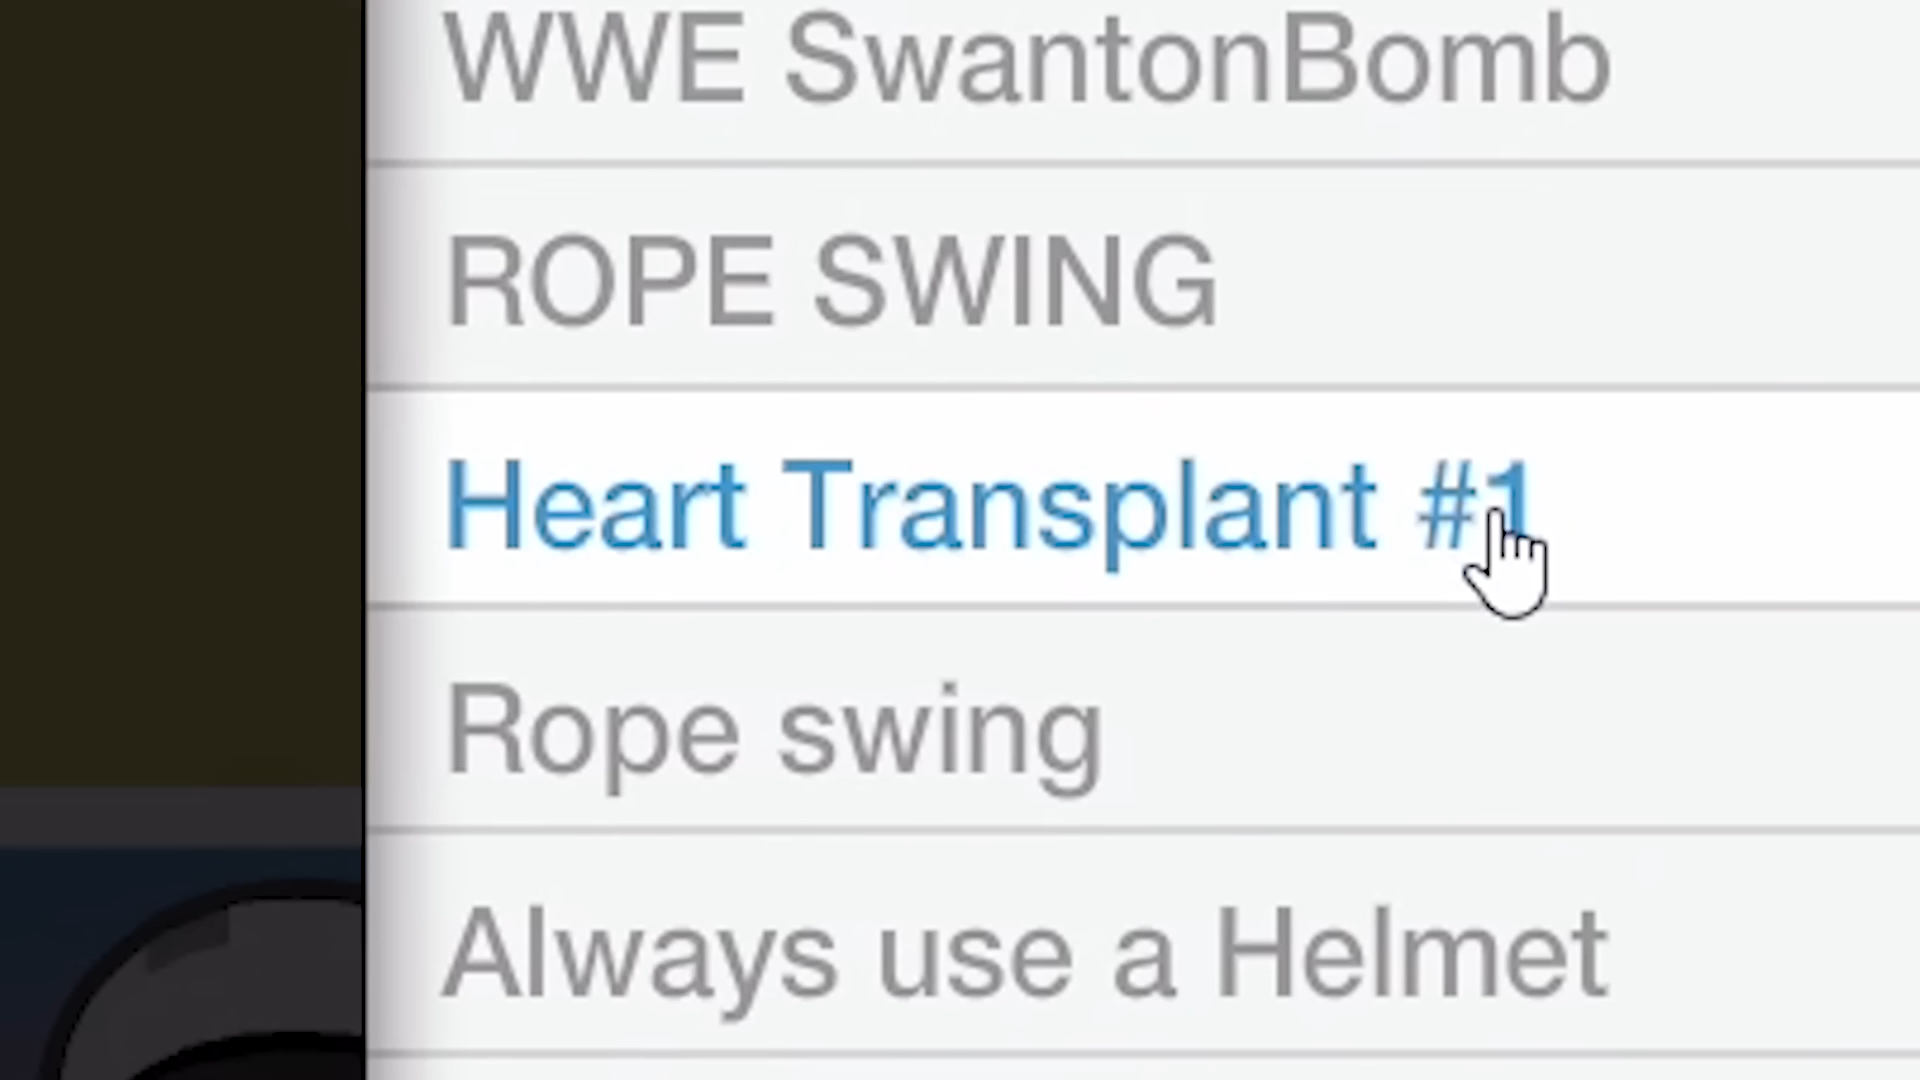 WWE SwantonBomb
ROPE SWING
Heart Transplant #1
Rope swing
Always use a Helmet